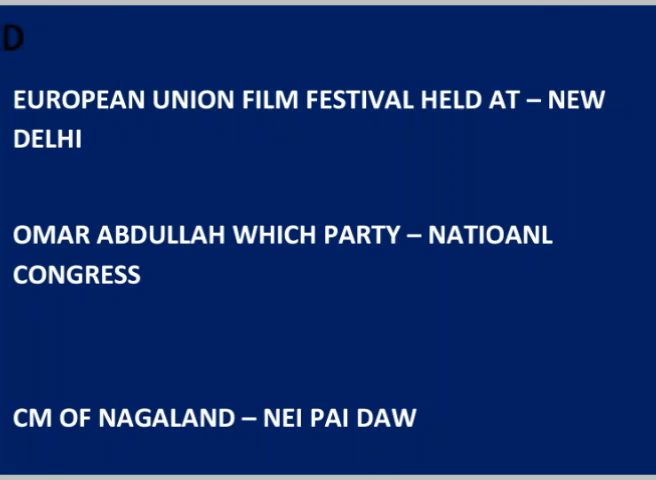 D
EUROPEAN UNION FILM FESTIVAL HELD AT – NEW
DELHI
OMAR ABDULLAH WHICH PARTY – NATIOANL
CONGRESS
CM OF NAGALAND – NEI PAI DAW